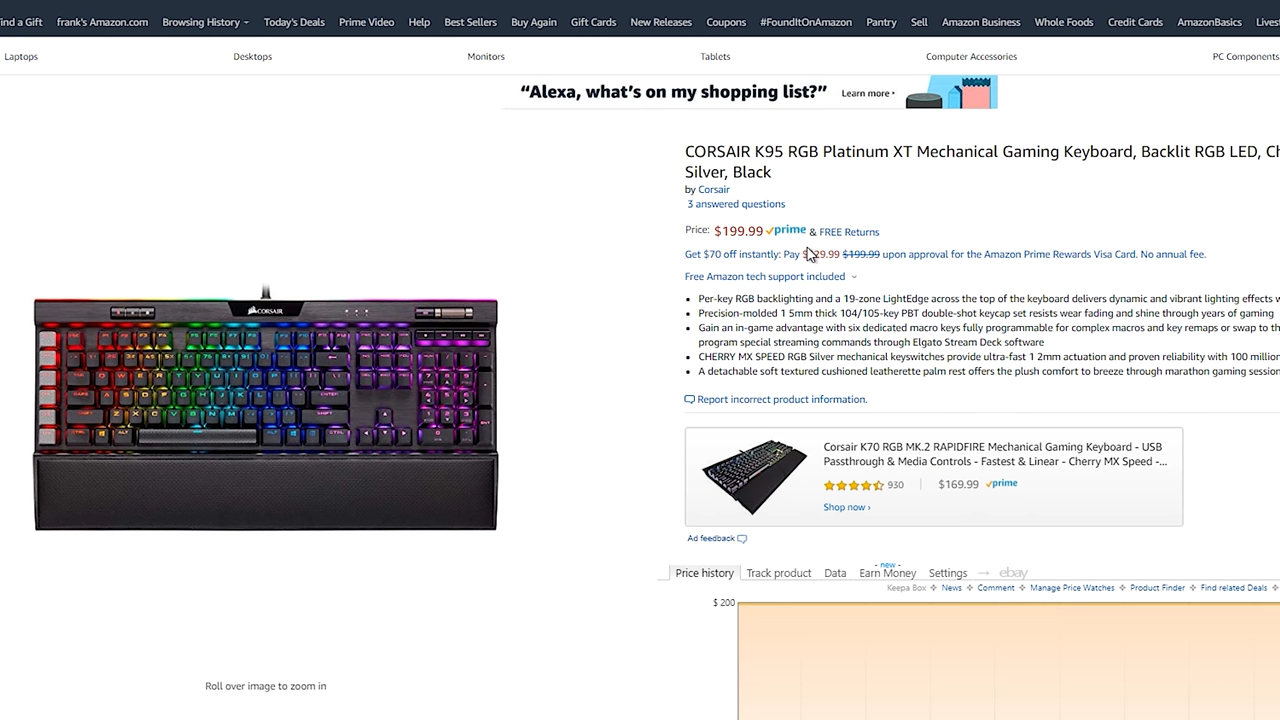 ind a Gift frank's Amazon.com Browsing History Today's Deals Prime Video Help Best Sellers Buy Again Gift Cards New Releases Coupons #FoundItOnAmazon Pantry Sell Amazon Business Whole Foods Credit Cards AmazonBasics Lives
Laptops Desktops Monitors Tablets Computer Accessories PC Components
“Alexa, what’s on my shopping list?” Learn more
CORSAIR K95 RGB Platinum XT Mechanical Gaming Keyboard, Backlit RGB LED, Ch
Silver, Black
by Corsair
3 answered questions
Price: $199.99 prime & FREE Returns
Get $70 off instantly: Pay $199.99 upon approval for the Amazon Prime Rewards Visa Card. No annual fee.
Free Amazon tech support included
Per-key RGB backlighting and a 19-zone LightEdge across the top of the keyboard delivers dynamic and vibrant lighting effects w
Precision-molded 1 5mm thick 104/105-key PBT double-shot keycap set resists wear fading and shine through years of gaming
Gain an in-game advantage with six dedicated macro keys fully programmable for complex macros and key remaps or swap to th
program special streaming commands through Elgato Stream Deck software
CHERRY MX SPEED RGB Silver mechanical keyswitches provide ultra-fast 1 2mm actuation and proven reliability with 100 million
A detachable soft textured cushioned leatherette palm rest offers the plush comfort to breeze through marathon gaming session
Report incorrect product information.
CORSAIR
Corsair K70 RGB MK.2 RAPIDFIRE Mechanical Gaming Keyboard - USB
Passthrough & Media Controls - Fastest & Linear - Cherry MX Speed -...
930 $169.99 prime
Shop now ›
Ad feedback
- new -
Price history Track product Data Earn Money Settings ebay
Keepa Box News Comment Manage Price Watches Product Finder Find related Deals
$ 200
Roll over image to zoom in